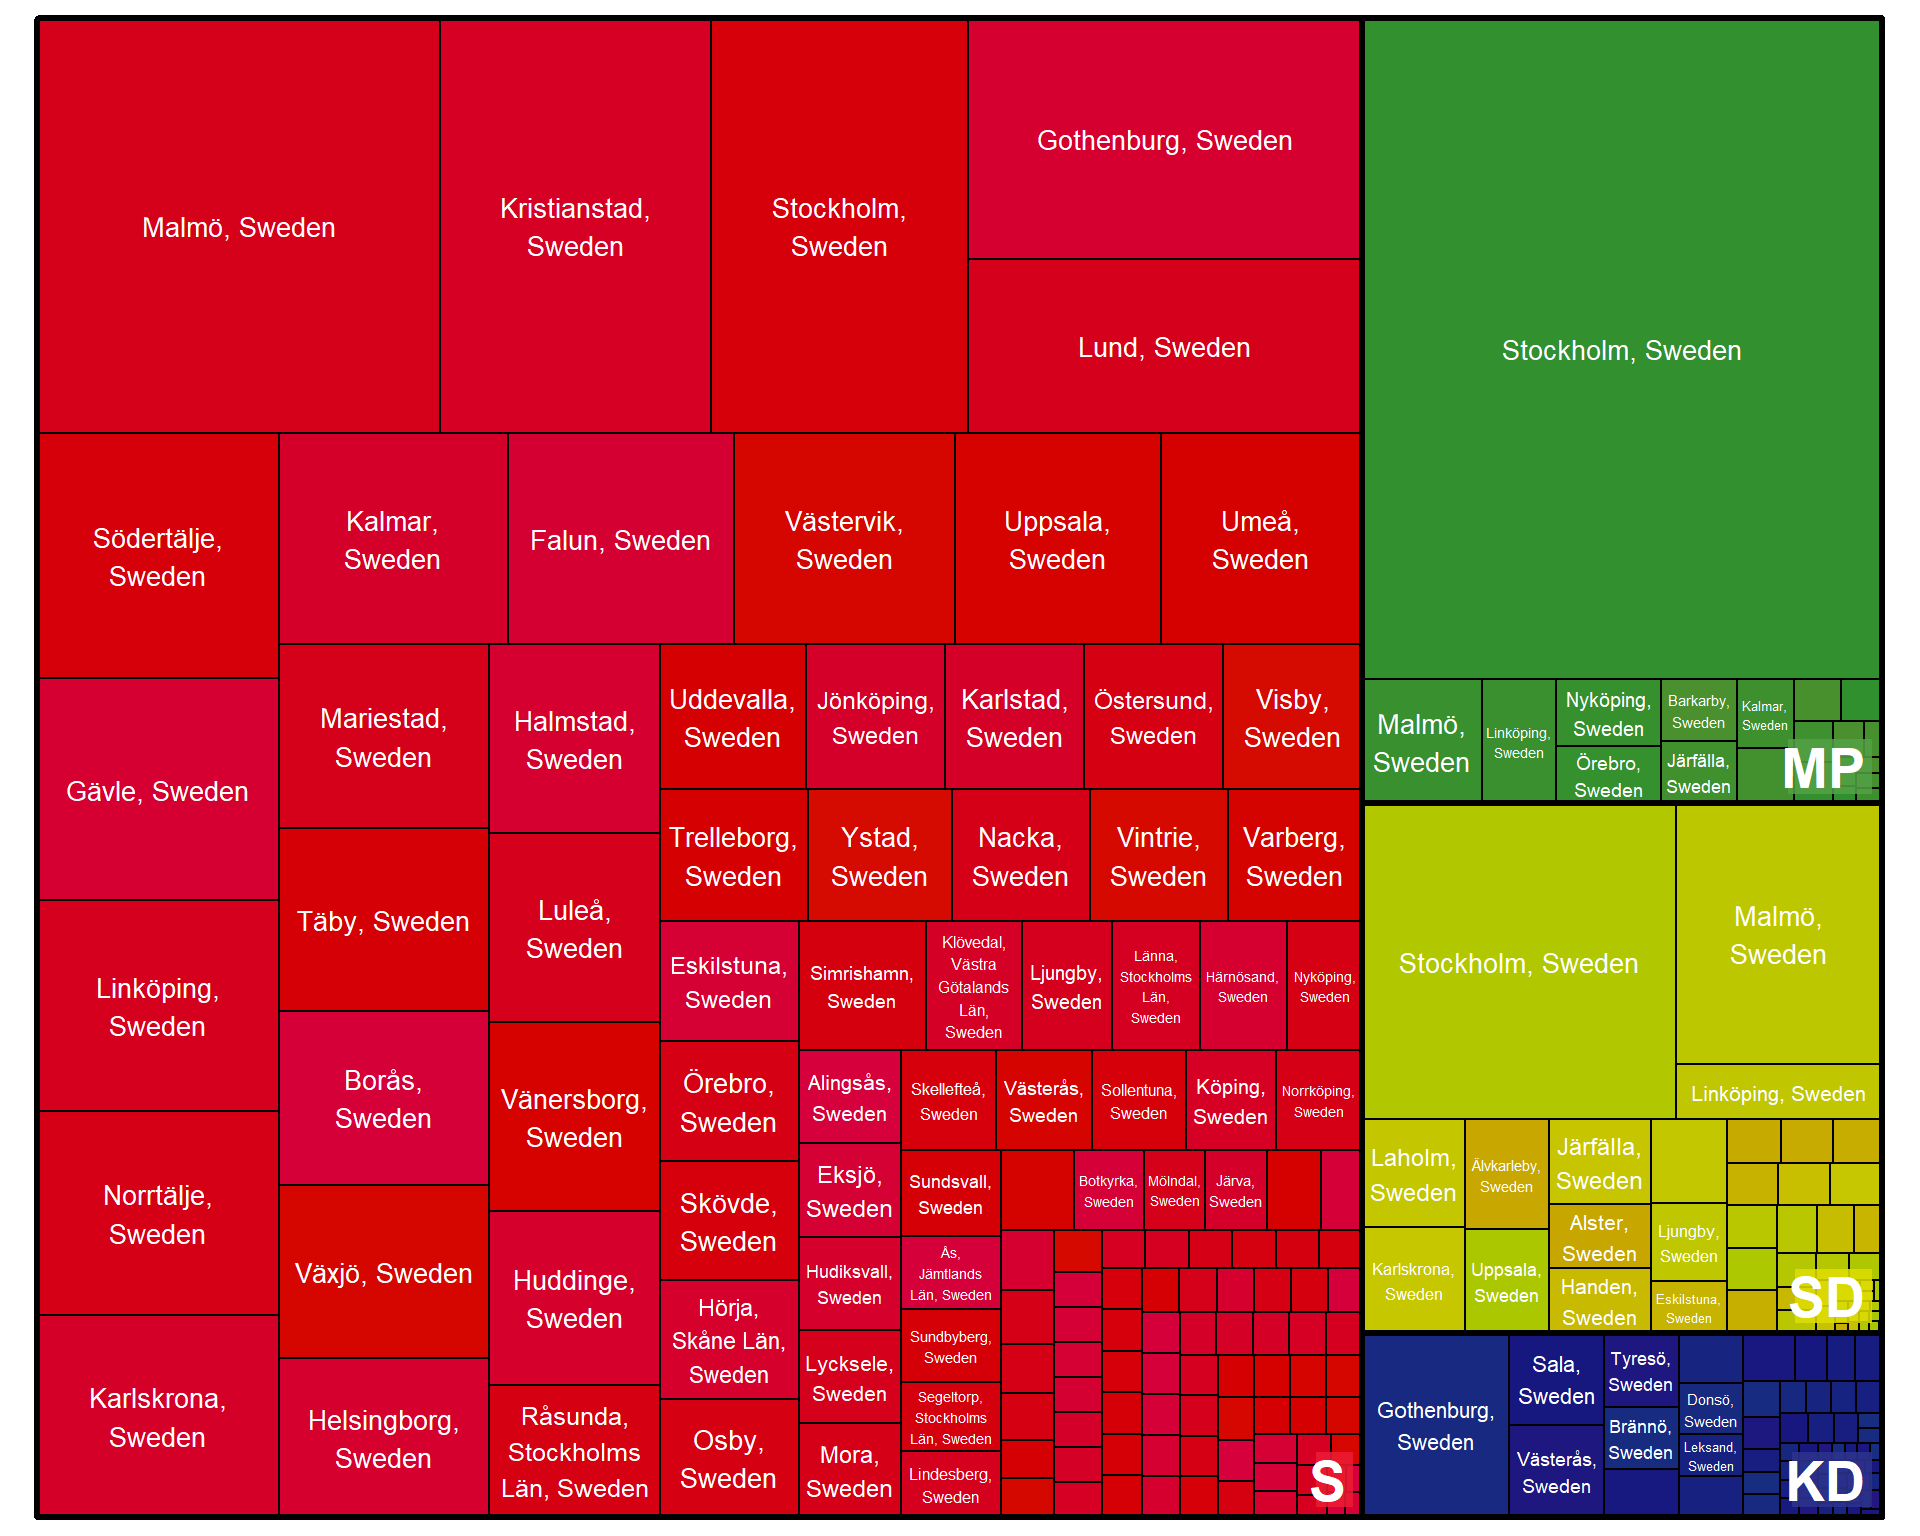 Malmö, Sweden
Kristianstad,
Sweden
Stockholm,
Sweden
Gothenburg, Sweden
Lund, Sweden
Södertälje,
Sweden
Kalmar,
Sweden
Falun, Sweden
Västervik,
Sweden
Uppsala,
Sweden
Umeå,
Sweden
Gävle, Sweden
Linköping,
Sweden
Norrtälje,
Sweden
Karlskrona,
Sweden
Mariestad,
Sweden
Täby, Sweden
Borås,
Sweden
Växjö, Sweden
Helsingborg,
Sweden
Halmstad,
Sweden
Luleå,
Sweden
Vänersborg,
Sweden
Huddinge,
Sweden
Råsunda,
Stockholms
Län, Sweden
Uddevalla,
Sweden
Jönköping,
Sweden
Karlstad,
Sweden
Östersund,
Sweden
Visby,
Sweden
Trelleborg,
Sweden
Ystad,
Sweden
Nacka,
Sweden
Vintrie,
Sweden
Varberg,
Sweden
Eskilstuna,
Sweden
Örebro,
Sweden
Skövde,
Sweden
Hörja,
Skåne Län,
Sweden
Osby,
Sweden
Simrishamn,
Sweden
Klövedal,
Västra
Götalands
Län,
Sweden
Ljungby,
Sweden
Länna,
Stockholms
Län,
Sweden
Härnösand,
Sweden
Nyköping,
Sweden
Alingsås,
Sweden
Eksjö,
Sweden
Hudiksvall,
Sweden
Lycksele,
Sweden
Mora,
Sweden
Skellefteå,
Sweden
Västerås,
Sweden
Sollentuna,
Sweden
Köping,
Sweden
Norrköping,
Sweden
Sundsvall,
Sweden
Ås,
Jämtlands
Län, Sweden
Sundbyberg,
Sweden
Segeltorp,
Stockholms
Län, Sweden
Lindesberg,
Sweden
Botkyrka,
Sweden
Mölndal,
Sweden
Järva,
Sweden
S
Stockholm, Sweden
Malmö,
Sweden
Linköping,
Sweden
Nyköping,
Sweden
Örebro,
Sweden
Barkarby,
Sweden
Järfälla,
Sweden
Kalmar,
Sweden
MP
Stockholm, Sweden
Malmö,
Sweden
Linköping, Sweden
Laholm,
Sweden
Karlskrona,
Sweden
Älvkarleby,
Sweden
Uppsala,
Sweden
Järfälla,
Sweden
Alster,
Sweden
Handen,
Sweden
Ljungby,
Sweden
Eskilstuna,
Sweden
SD
Gothenburg,
Sweden
Sala,
Sweden
Västerås,
Sweden
Tyresö,
Sweden
Brännö,
Sweden
Donsö,
Sweden
Leksand,
Sweden
KD